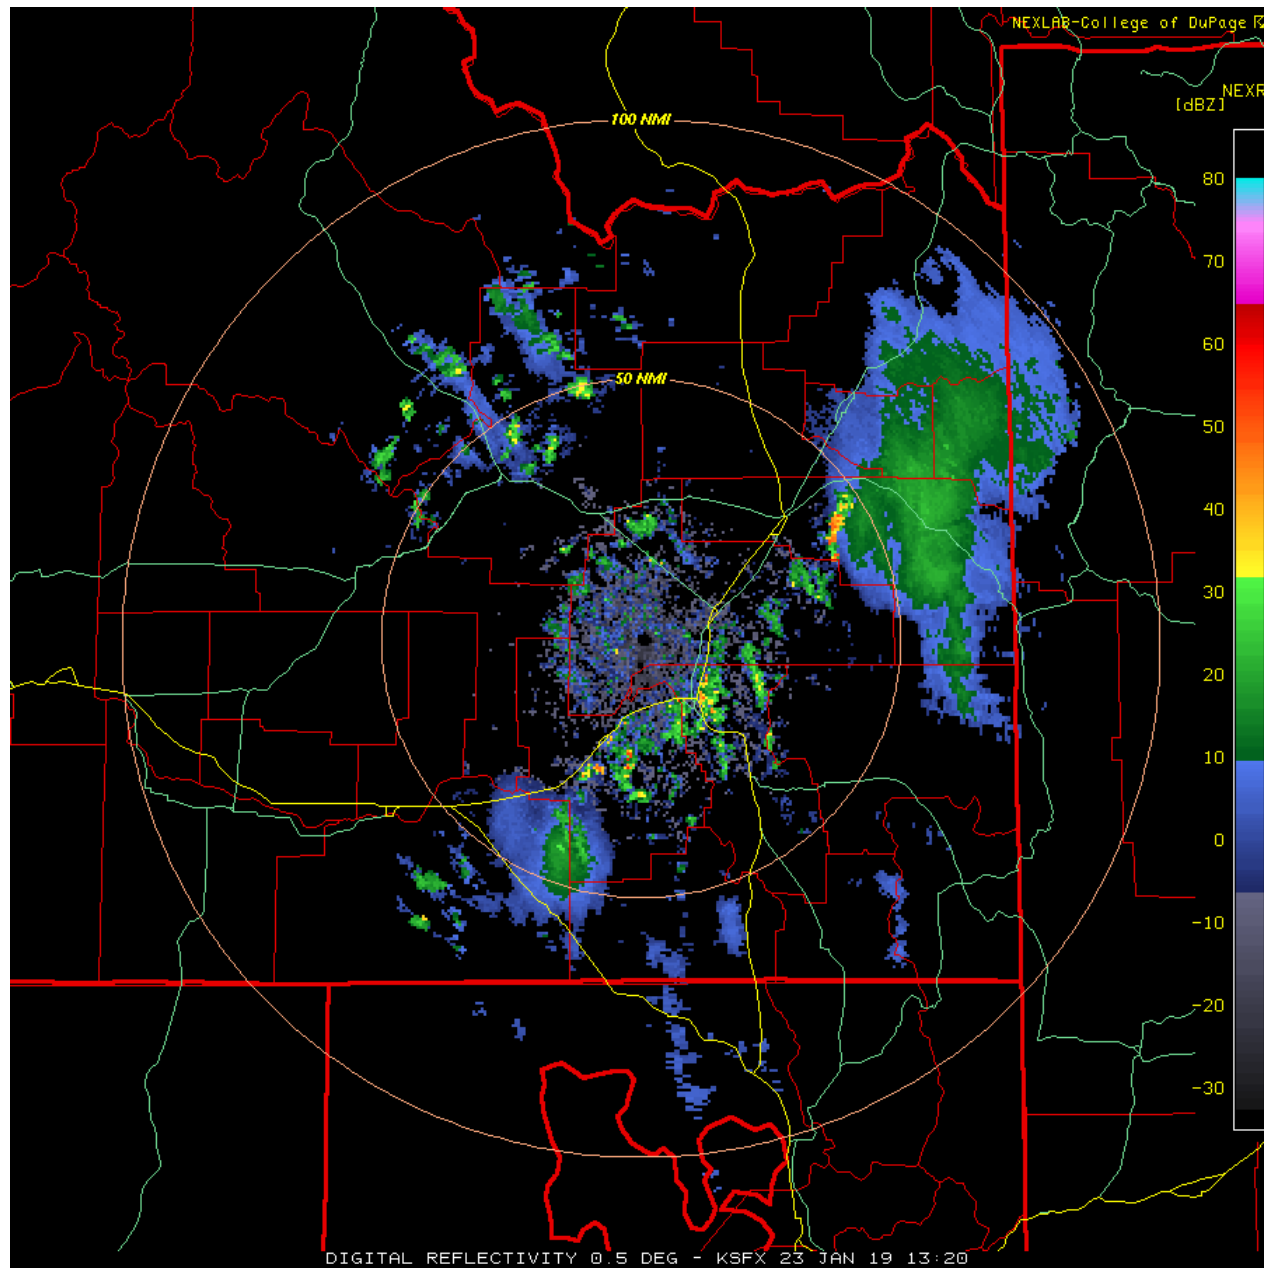 NEXLAB-College of DuPage
NEXR
[dBZ]
100 NMI
80
70
60
50 NMI
50
40
30
20
10
0
-10
-20
-30
DIGITAL REFLECTIVITY 0.5 DEG - KSFX 23 JAN 19 13:20